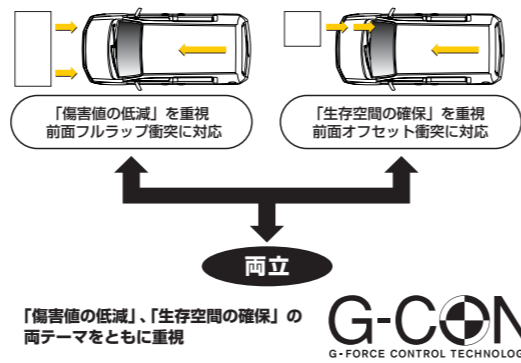 「傷害値の低減」を重視
前面フルラップ衝突に対応
「生存空間の確保」を重視
前面オフセット衝突に対応
両立
「傷害値の低減」、「生存空間の確保」の
両テーマをともに重視
G-CON
G-FORCE CONTROL TECHNOLOG